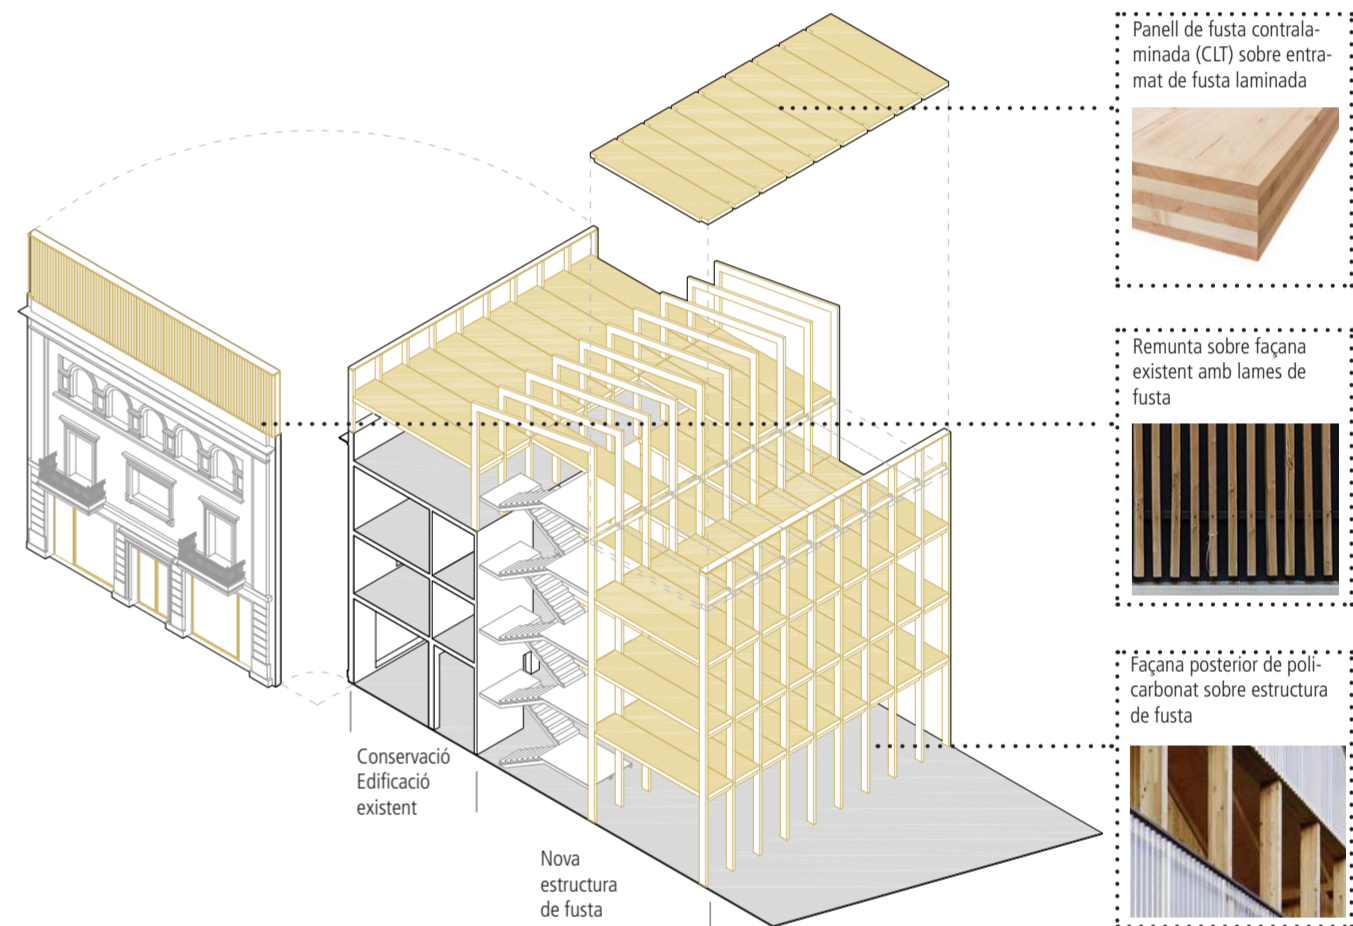 Panell de fusta contrala-
minada (CLT) sobre entra-
mat de fusta laminada
Remunta sobre façana
existent amb lames de
fusta
Façana posterior de poli-
carbonat sobre estructura
de fusta
Conservació
Edificació
existent
Nova
estructura
de fusta